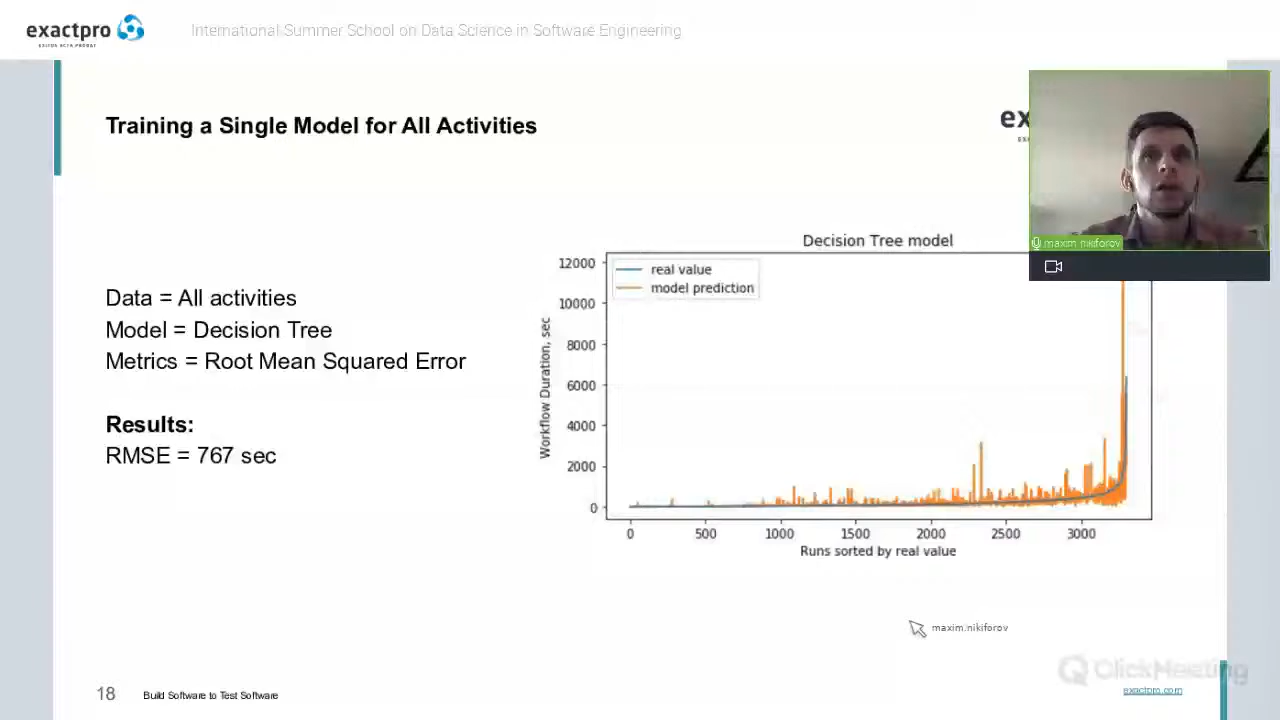 exactpro
International Summer School on Data Science in Software Engineering
Training a Single Model for All Activities
ex
maxim nikiforov
Data = All activities
Model = Decision Tree
Metrics = Root Mean Squared Error
Results:
RMSE = 767 sec
Decision Tree model
real value
model prediction
Workflow Duration, sec
12000
10000
8000
6000
4000
2000
0
0 500 1000 1500 2000 2500 3000
Runs sorted by real value
maxim.nikiforov
ClickMeeting
18 Build Software to Test Software
exactpro.com